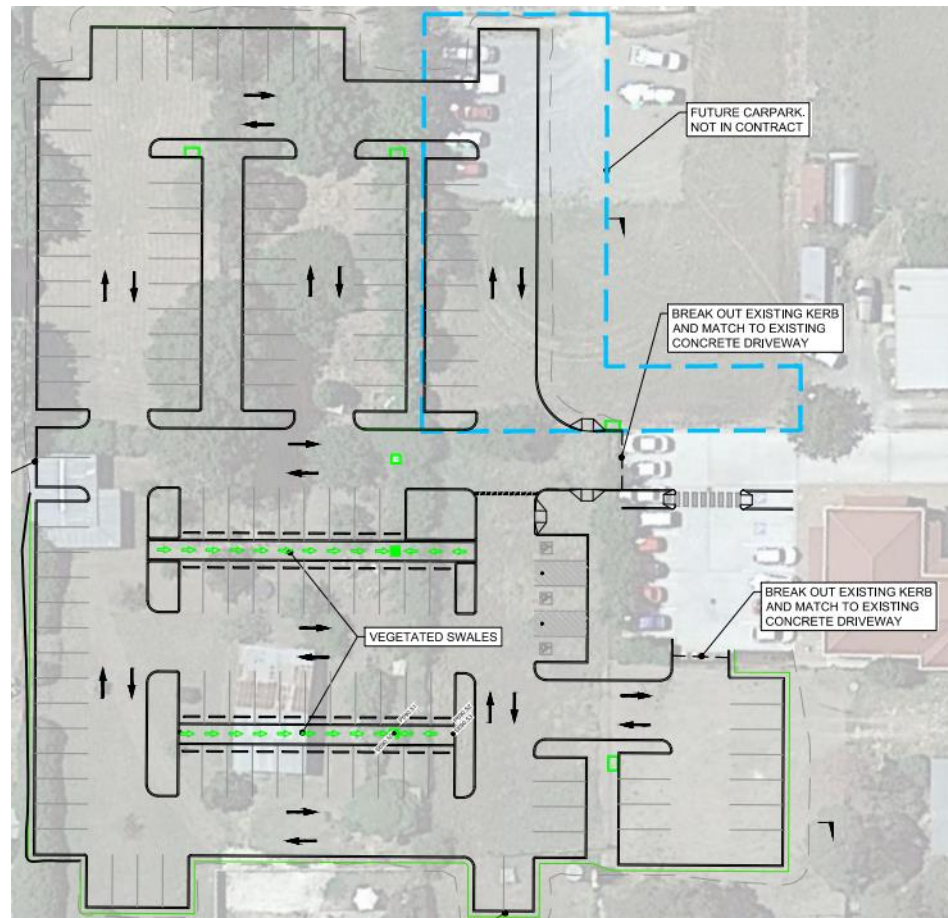 FUTURE CARPARK.
NOT IN CONTRACT
BREAK OUT EXISTING KERB
AND MATCH TO EXISTING
CONCRETE DRIVEWAY
BREAK OUT EXISTING KERB
AND MATCH TO EXISTING
CONCRETE DRIVEWAY
VEGETATED SWALES